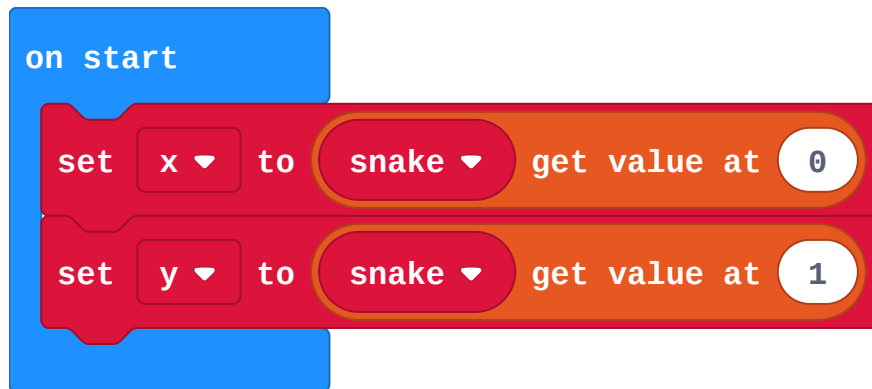 on start
set x to snake get value at 0
set y to snake get value at 1